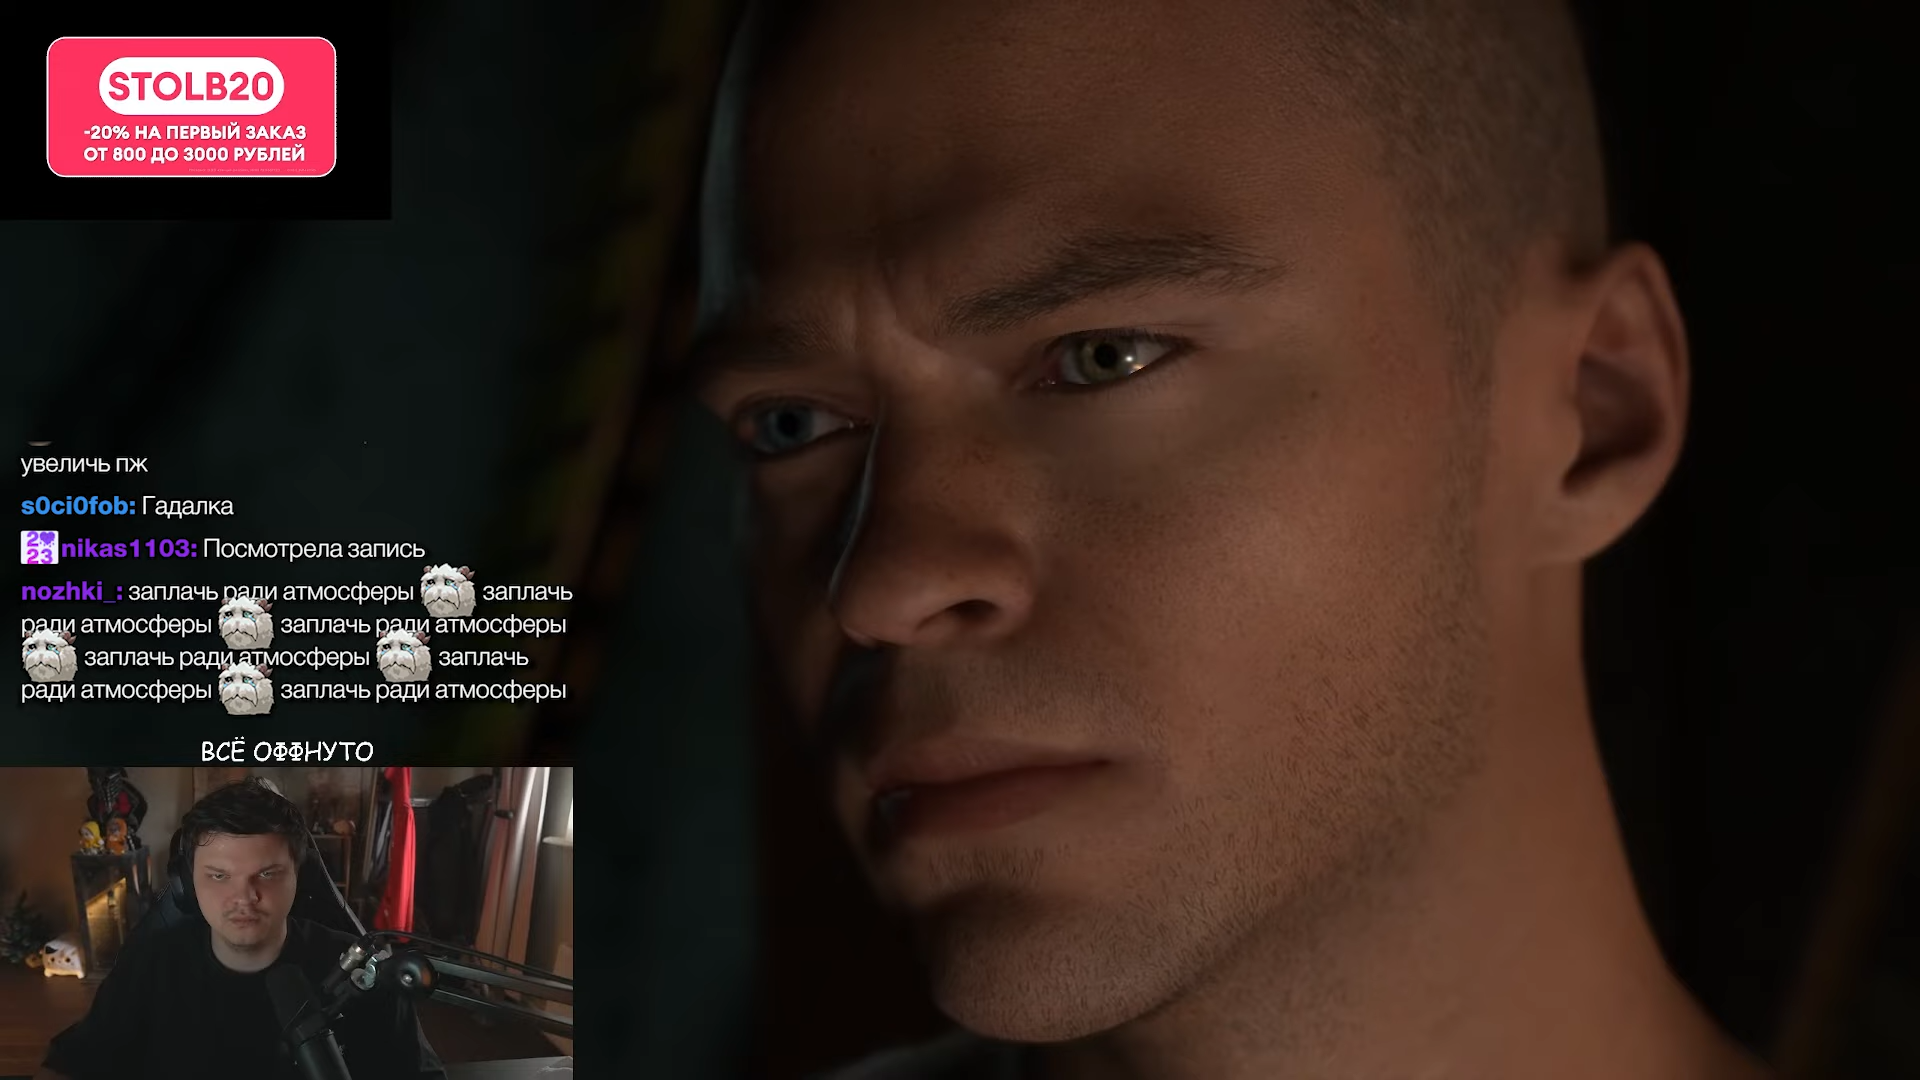 STOLB20
-20% НА ПЕРВЫЙ ЗАКАЗ
ОТ 800 ДО 3000 РУБЛЕЙ
увеличь пж
s0ci0fob: Гадалка
2023 nikas1103: Посмотрела запись
nozhki_: заплачь ради атмосферы заплачь
ради атмосферы заплачь ради атмосферы
заплачь ради атмосферы заплачь
ради атмосферы заплачь ради атмосферы
ВСЁ ОФФНУТО